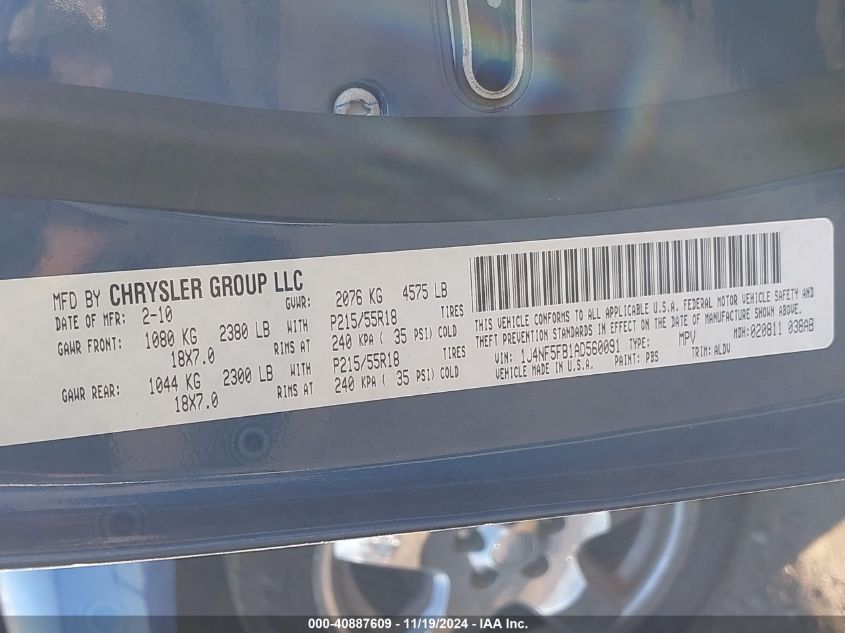 MFD BY CHRYSLER GROUP LLC
DATE OF MFR: 2-10 GVWR: 2076 KG 4575 LB
GAWR FRONT: 1080 KG 2380 LB WITH P215/55R18 TIRES
18X7.0 RIMS AT 240 KPA ( 35 PSI) COLD
GAWR REAR: 1044 KG 2300 LB WITH P215/55R18 TIRES
18X7.0 RIMS AT 240 KPA ( 35 PSI) COLD
THIS VEHICLE CONFORMS TO ALL APPLICABLE U.S.A. FEDERAL MOTOR VEHICLE SAFETY AND
THEFT PREVENTION STANDARDS IN EFFECT ON THE DATE OF MANUFACTURE SHOWN ABOVE.
VIN: 1J4NF5FB1AD560091 TYPE: MPV MDH:020811 038AB
VEHICLE MADE IN U.S.A. PAINT: PBS TRIM: ALDV
000-40887609 - 11/19/2024 - IAA Inc.